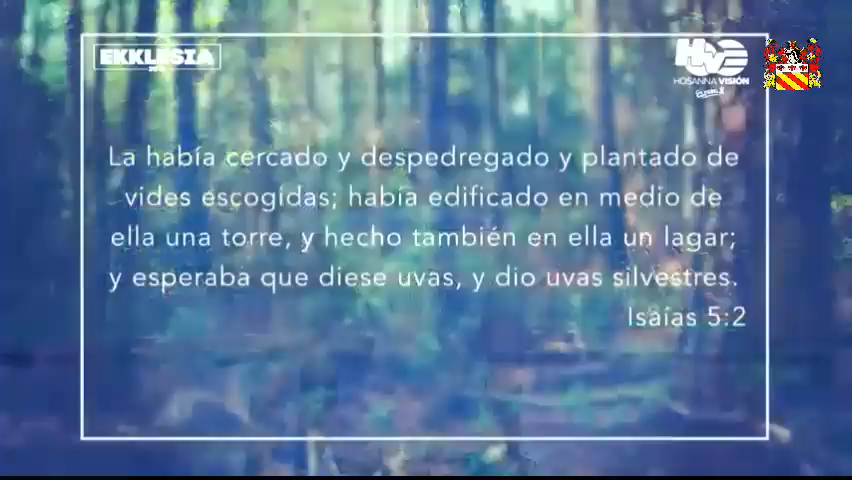 EKKLESIA
HOSANNA VISIÓN
La había cercado y despedregado y plantado de
vides escogidas; había edificado en medio de
ella una torre, y hecho también en ella un lagar;
y esperaba que diese uvas, y dio uvas silvestres.
Isaías 5:2